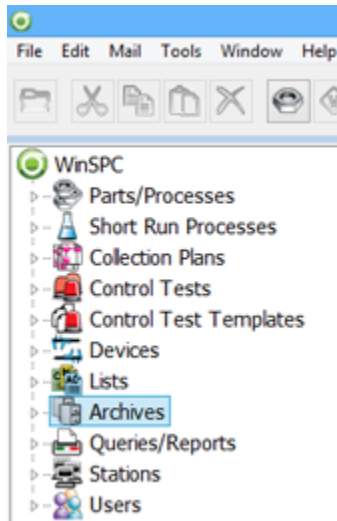 File Edit Mail Tools Window Help
WinSPC
Parts/Processes
Short Run Processes
Collection Plans
Control Tests
Control Test Templates
Devices
Lists
Archives
Queries/Reports
Stations
Users